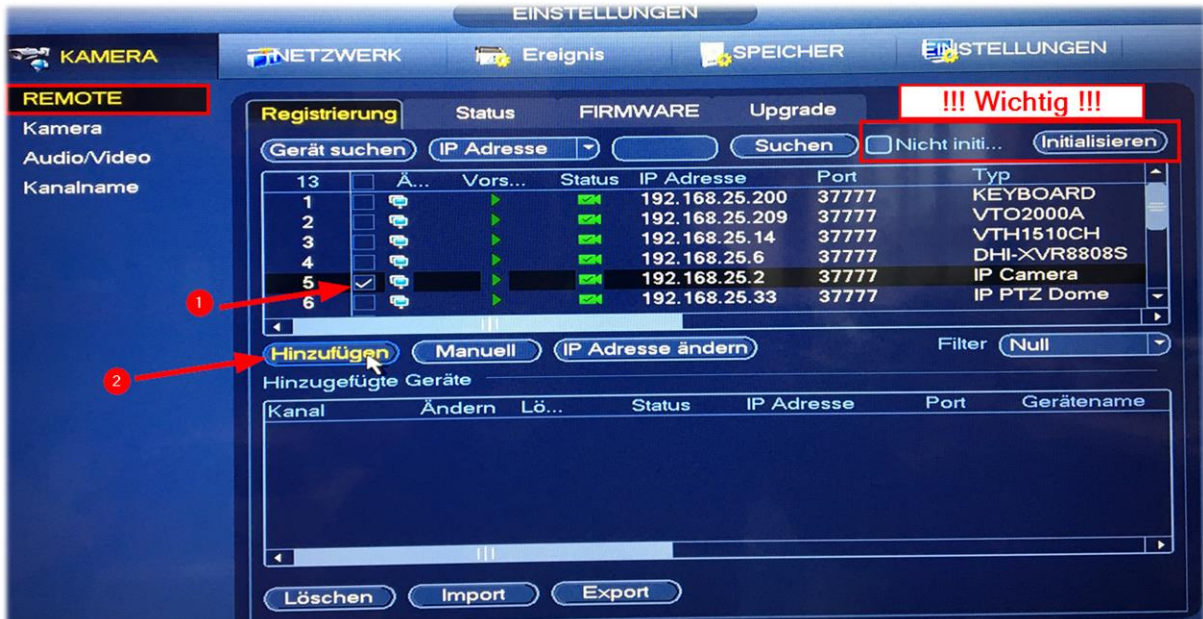 EINSTELLUNGEN
KAMERA NETZWERK Ereignis SPEICHER EINSTELLUNGEN
REMOTE
Kamera
Audio/Video
Kanalname
!!! Wichtig !!!
Registrierung Status FIRMWARE Upgrade
Gerät suchen IP Adresse Suchen Nicht initi... Initialisieren
13 Ä... Vors... Status IP Adresse Port Typ
1 192.168.25.200 37777 KEYBOARD
2 192.168.25.209 37777 VTO2000A
3 192.168.25.14 37777 VTH1510CH
4 192.168.25.6 37777 DHI-XVR8808S
5 192.168.25.2 37777 IP Camera
6 192.168.25.33 37777 IP PTZ Dome
1
Hinzufügen Manuell IP Adresse ändern Filter Null
2
Hinzugefügte Geräte
Kanal Ändern Lö... Status IP Adresse Port Gerätename
Löschen Import Export